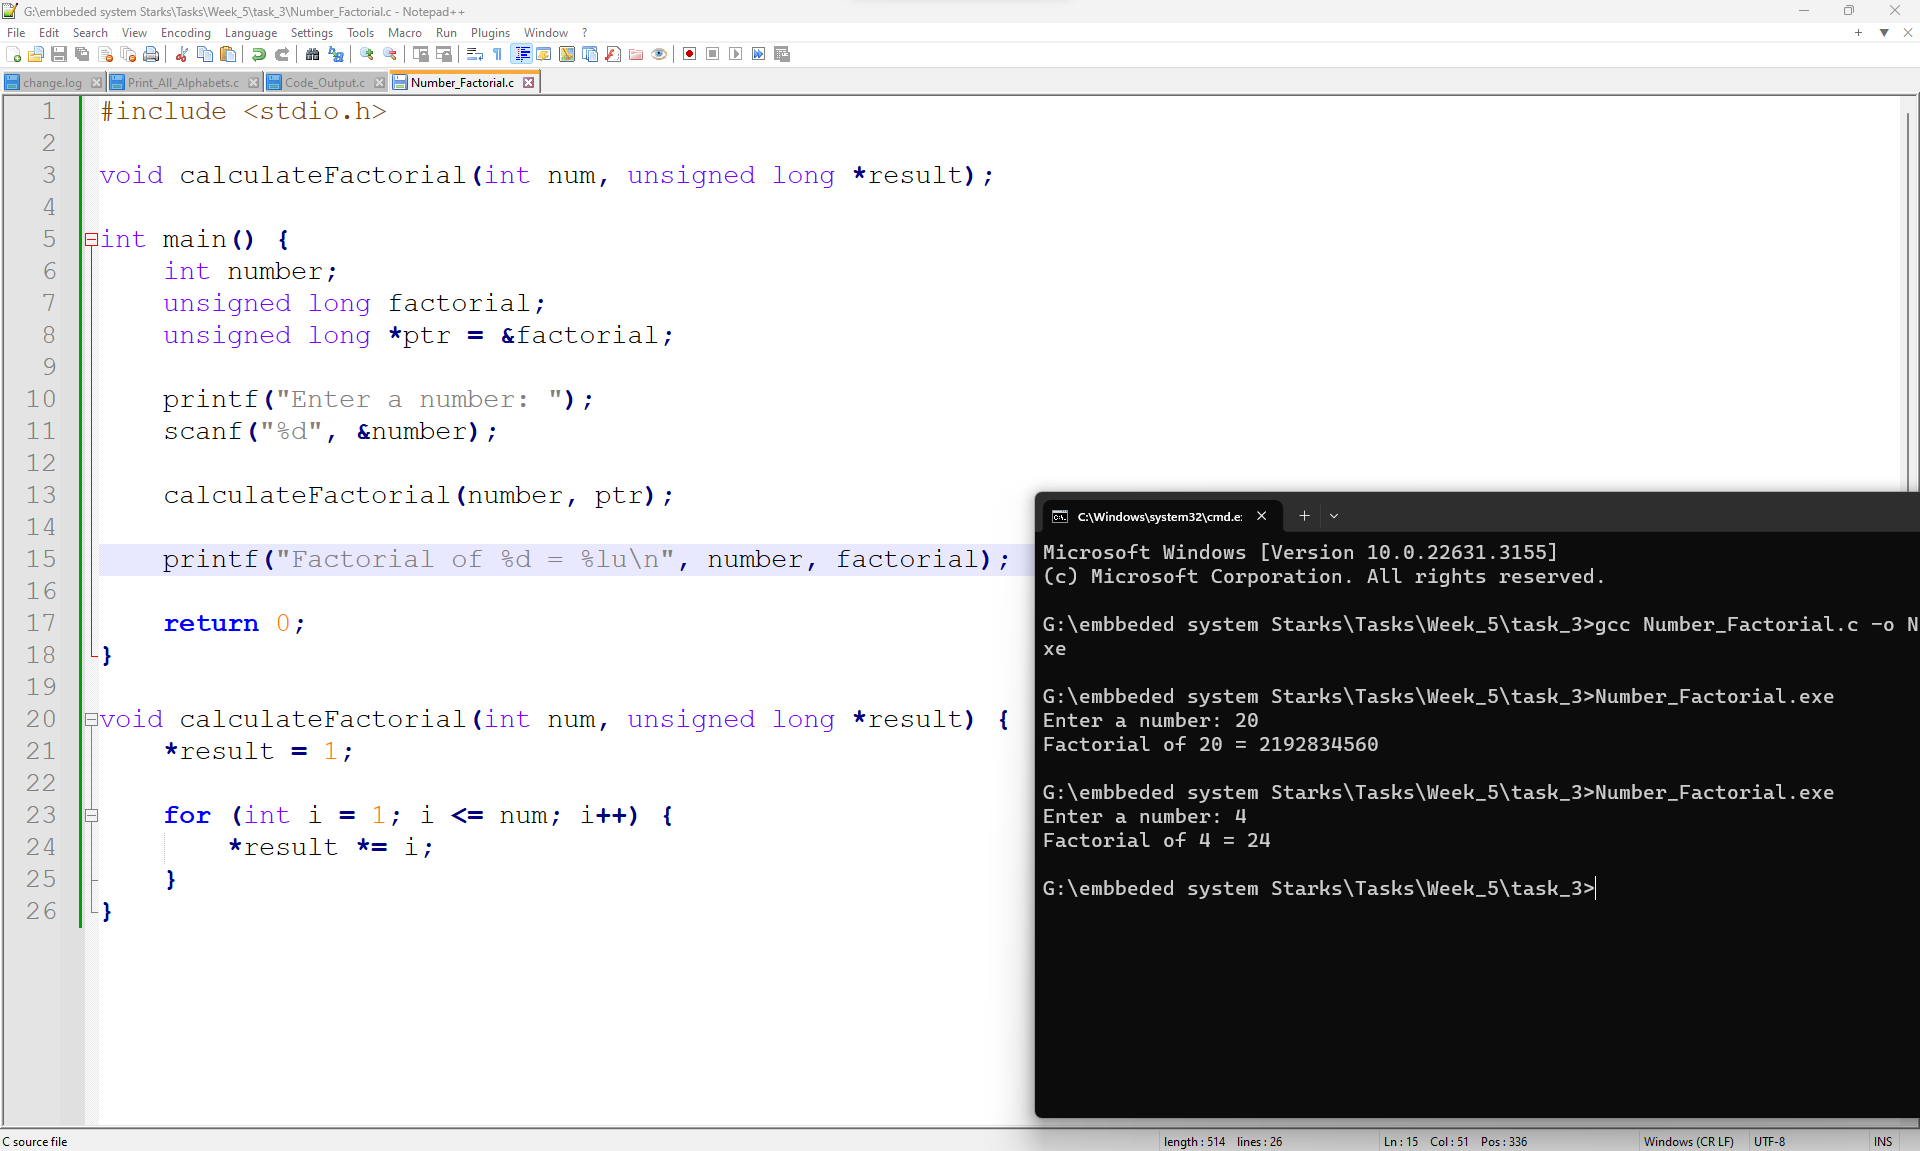 G:\embbeded system Starks\Tasks\Week_5\task_3\Number_Factorial.c - Notepad++
File Edit Search View Encoding Language Settings Tools Macro Run Plugins Window ?
change.log Print_All_Alphabets.c Code_Output.c Number_Factorial.c
1 #include <stdio.h>
2
3 void calculateFactorial(int num, unsigned long *result);
4
5 int main() {
6     int number;
7     unsigned long factorial;
8     unsigned long *ptr = &factorial;
9
10     printf("Enter a number: ");
11     scanf("%d", &number);
12
13     calculateFactorial(number, ptr);
14
15     printf("Factorial of %d = %lu\n", number, factorial);
16
17     return 0;
18 }
19
20 void calculateFactorial(int num, unsigned long *result) {
21     *result = 1;
22
23     for (int i = 1; i <= num; i++) {
24         *result *= i;
25     }
26 }
C:\Windows\system32\cmd.e:
Microsoft Windows [Version 10.0.22631.3155]
(c) Microsoft Corporation. All rights reserved.
G:\embbeded system Starks\Tasks\Week_5\task_3>gcc Number_Factorial.c -o N
xe
G:\embbeded system Starks\Tasks\Week_5\task_3>Number_Factorial.exe
Enter a number: 20
Factorial of 20 = 2192834560
G:\embbeded system Starks\Tasks\Week_5\task_3>Number_Factorial.exe
Enter a number: 4
Factorial of 4 = 24
G:\embbeded system Starks\Tasks\Week_5\task_3>
C source file length : 514 lines : 26 Ln : 15 Col : 51 Pos : 336 Windows (CR LF) UTF-8 INS